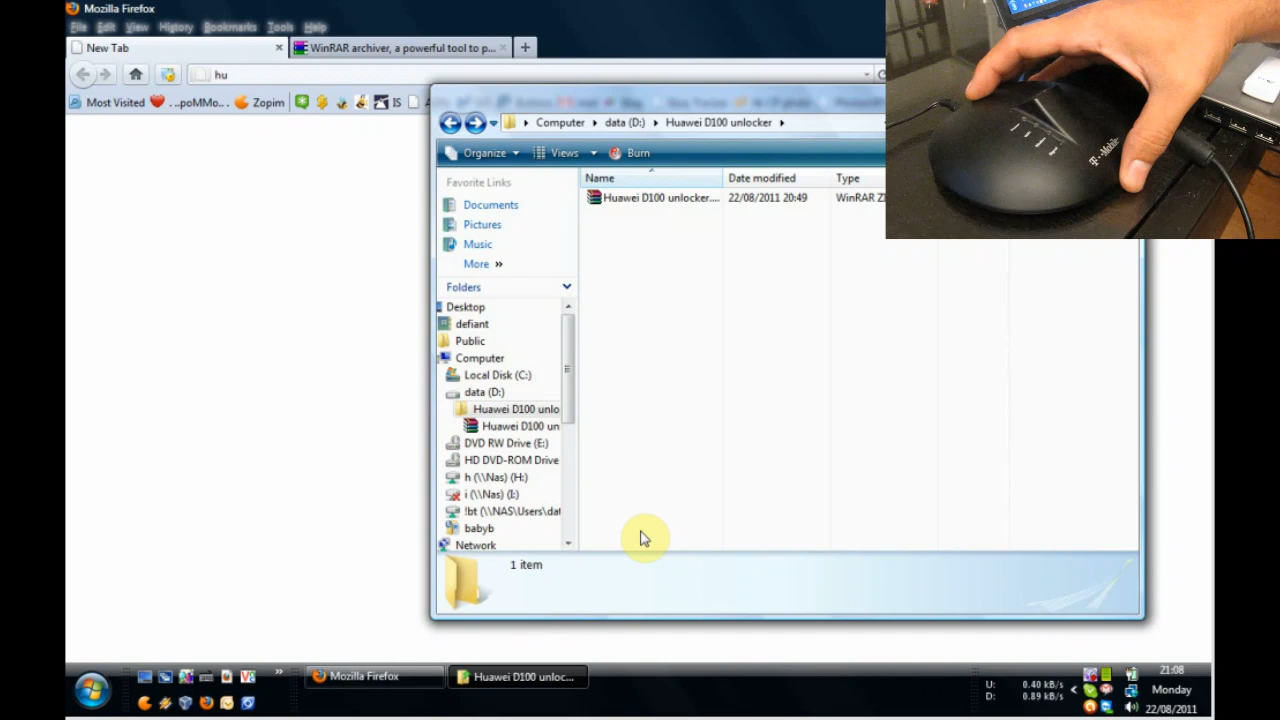 Mozilla Firefox
File Edit View History Bookmarks Tools Help
New Tab
WinRAR archiver, a powerful tool to p...
hu
Most Visited
...poMMo...
Zopim
IS
Computer
data (D:)
Huawei D100 unlocker
Organize
Views
Burn
Favorite Links
Documents
Pictures
Music
More »
Folders
Desktop
defiant
Public
Computer
Local Disk (C:)
data (D:)
Huawei D100 unlo
Huawei D100 un
DVD RW Drive (E:)
HD DVD-ROM Drive
h (\\Nas) (H:)
i (\\Nas) (I:)
!bt (\\NAS\Users\dat
babyb
Network
Name
Date modified
Type
Huawei D100 unlocker....
22/08/2011 20:49
WinRAR ZI
1 item
T-Mobile
Mozilla Firefox
Huawei D100 unloc...
U: 0.40 kB/s
D: 0.89 kB/s
21:08
Monday
22/08/2011